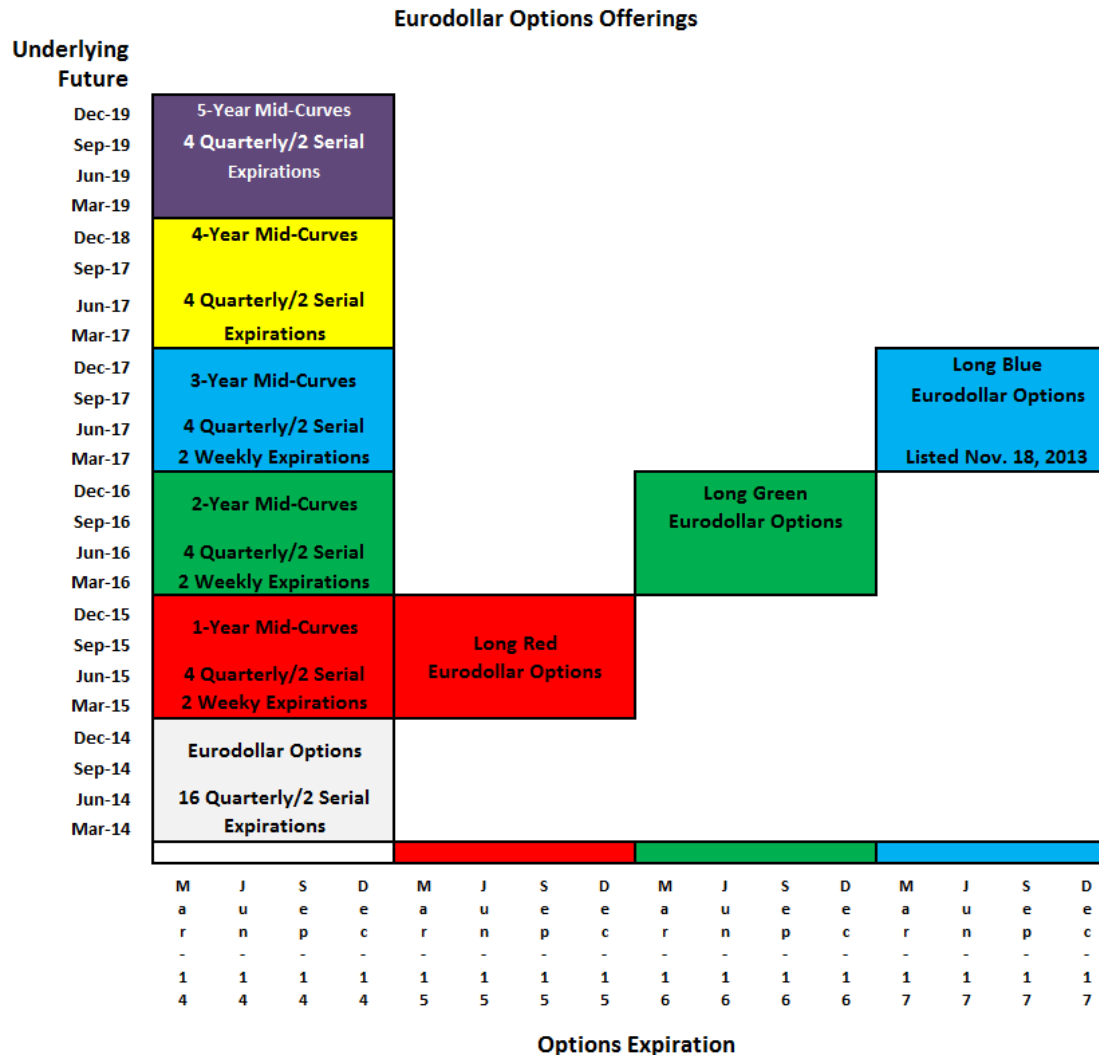 Eurodollar Options Offerings
Underlying
Future
Dec-19
Sep-19
Jun-19
Mar-19
Dec-18
Sep-17
Jun-17
Mar-17
Dec-17
Sep-17
Jun-17
Mar-17
Dec-16
Sep-16
Jun-16
Mar-16
Dec-15
Sep-15
Jun-15
Mar-15
Dec-14
Sep-14
Jun-14
Mar-14
5-Year Mid-Curves
4 Quarterly/2 Serial
Expirations
4-Year Mid-Curves
4 Quarterly/2 Serial
Expirations
3-Year Mid-Curves
4 Quarterly/2 Serial
2 Weekly Expirations
Long Blue
Eurodollar Options
Listed Nov. 18, 2013
2-Year Mid-Curves
4 Quarterly/2 Serial
2 Weekly Expirations
Long Green
Eurodollar Options
1-Year Mid-Curves
4 Quarterly/2 Serial
2 Weeky Expirations
Long Red
Eurodollar Options
Eurodollar Options
16 Quarterly/2 Serial
Expirations
Mar-14
Jun-14
Sep-14
Dec-14
Mar-15
Jun-15
Sep-15
Dec-15
Mar-16
Jun-16
Sep-16
Dec-16
Mar-17
Jun-17
Sep-17
Dec-17
Options Expiration